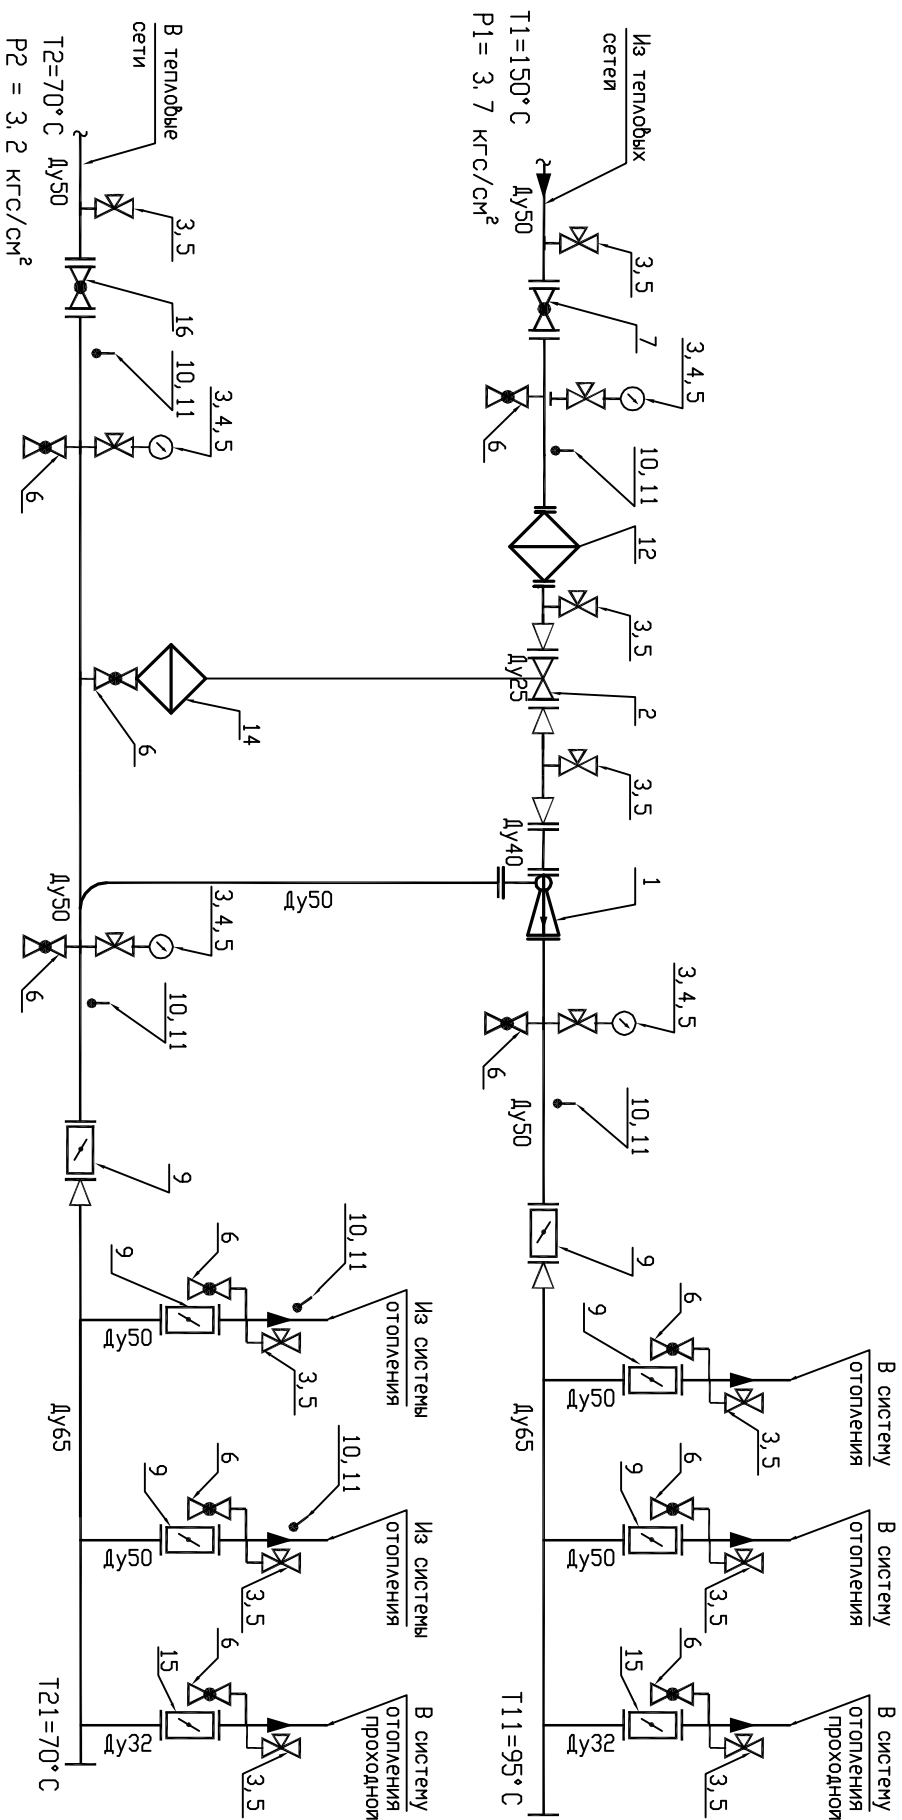 В систему
отопления
В систему
отопления
В систему
отопления
проходной
3,5
3,5
3,5
6
6
6
9
9
15
Ду50
Ду50
Ду32
3,4,5
3,4,5
Из тепловых
сетей
3,5
7
10,11
12
3,5
2
3,5
1
10,11
9
Т1=150°С
Р1= 3,7 кгс/см²
Ду50
6
Ду25
Ду40
6
Ду50
Ду65
Т11=95°С
Из системы
отопления
Из системы
отопления
В систему
отопления
проходной
10,11
10,11
3,5
3,5
3,5
Ду50
14
6
6
6
6
9
9
15
3,4,5
3,4,5
В тепловые
сети
3,5
16
10,11
6
10,11
9
Ду50
Ду50
Ду32
Т2=70°С
Р2 = 3,2 кгс/см²
Ду50
6
Ду50
6
Ду65
Т21=70°С